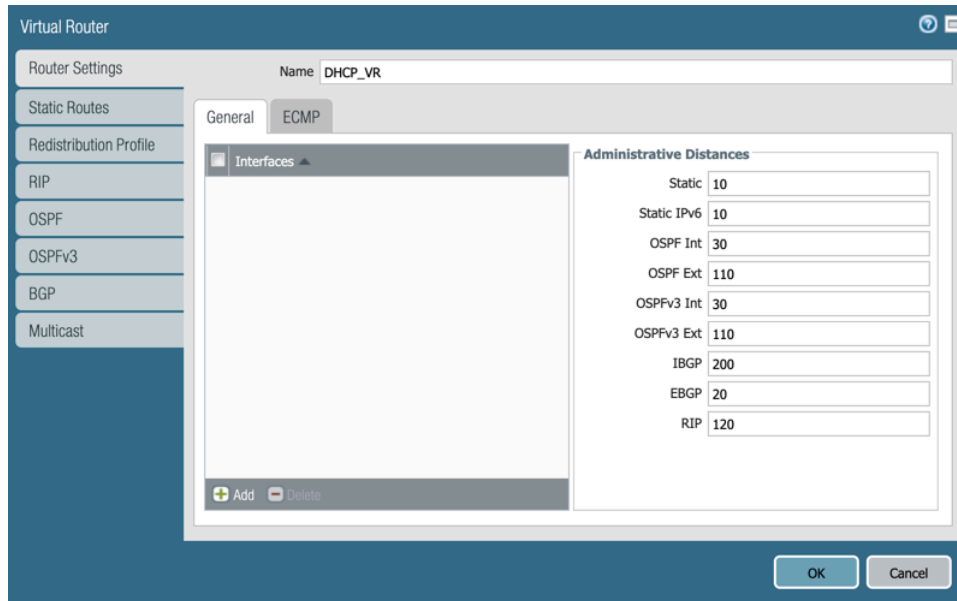 Virtual Router
Router Settings
Static Routes
Redistribution Profile
RIP
OSPF
OSPFv3
BGP
Multicast
Name DHCP_VR
General ECMP
Interfaces
Add Delete
Administrative Distances
Static 10
Static IPv6 10
OSPF Int 30
OSPF Ext 110
OSPFv3 Int 30
OSPFv3 Ext 110
IBGP 200
EBGP 20
RIP 120
OK Cancel